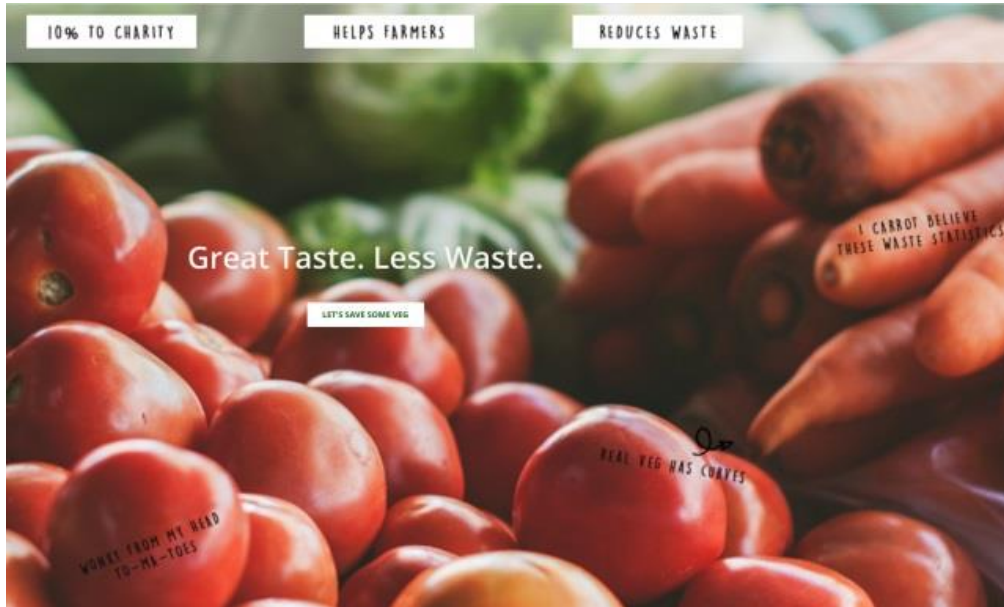 10% TO CHARITY
HELPS FARMERS
REDUCES WASTE
Great Taste. Less Waste.
LET'S SAVE SOME VEG
I CARROT BELIEVE
THESE WASTE STATISTICS
REAL VEG HAS CURVES
WONKY FROM MY HEAD
TO-MA-TOES